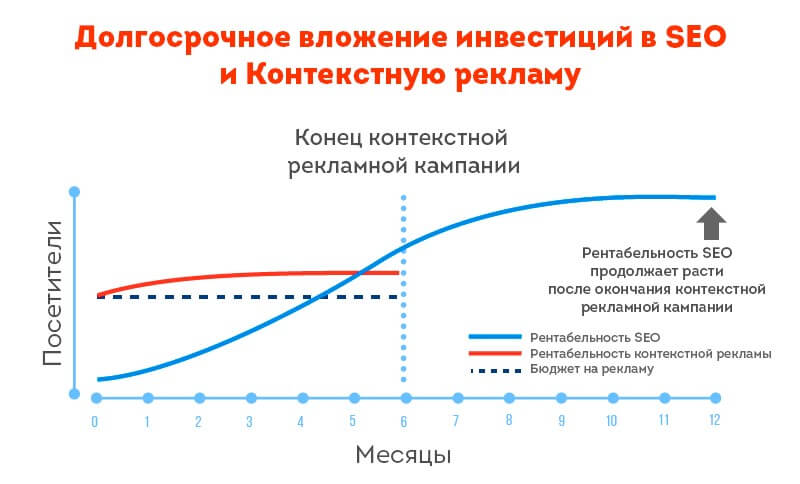 Долгосрочное вложение инвестиций в SEO
и Контекстную рекламу
Конец контекстной
рекламной кампании
Посетители
Рентабельность SEO
продолжает расти
после окончания контекстной
рекламной кампании
Рентабельность SEO
Рентабельность контекстной рекламы
Бюджет на рекламу
0 1 2 3 4 5 6 7 8 9 10 11 12
Месяцы